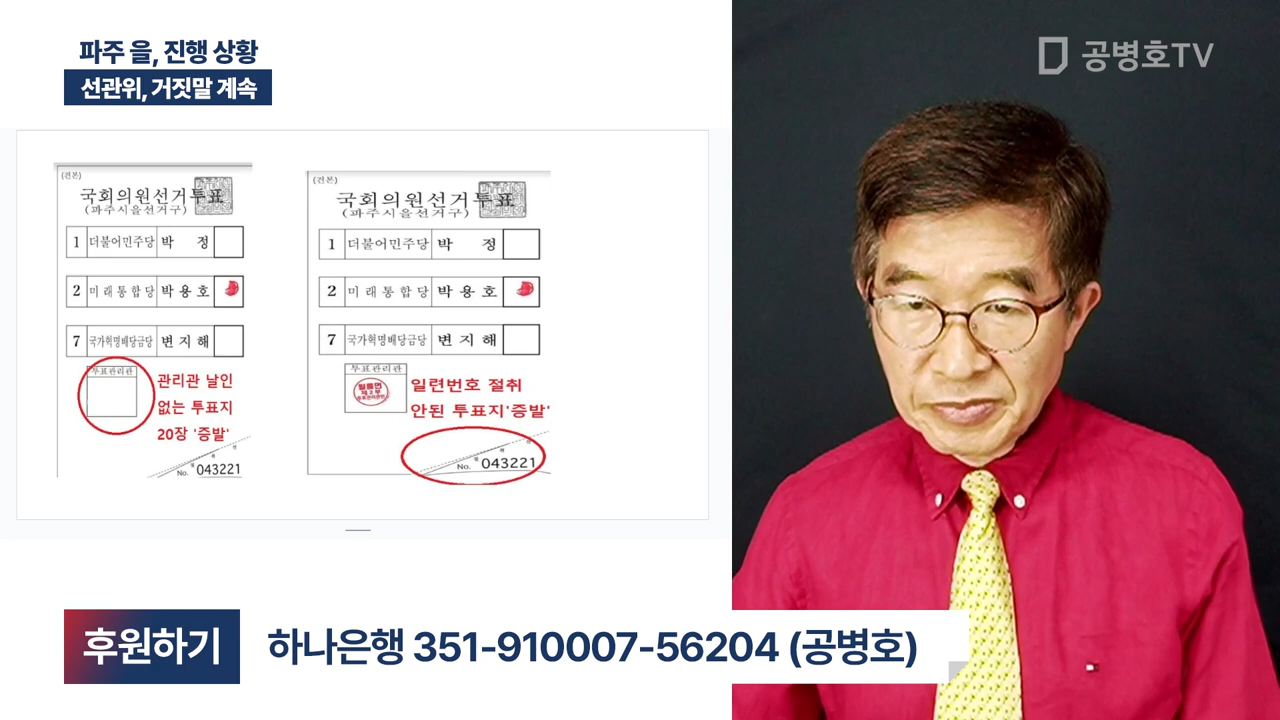 파주 을, 진행 상황
선관위, 거짓말 계속
공병호TV
(견본)
국회의원선거투표
(파주시을선거구)
1 더불어민주당 박 정
2 미래통합당 박용호
7 국가혁명배당금당 변지해
투표관리관
관리관 날인
없는 투표지
20장 '증발'
No. 043221
(견본)
국회의원선거투표
(파주시을선거구)
1 더불어민주당 박 정
2 미래통합당 박용호
7 국가혁명배당금당 변지해
투표관리관
일련번호 절취
안된 투표지'증발'
No. 043221
후원하기
하나은행 351-910007-56204 (공병호)